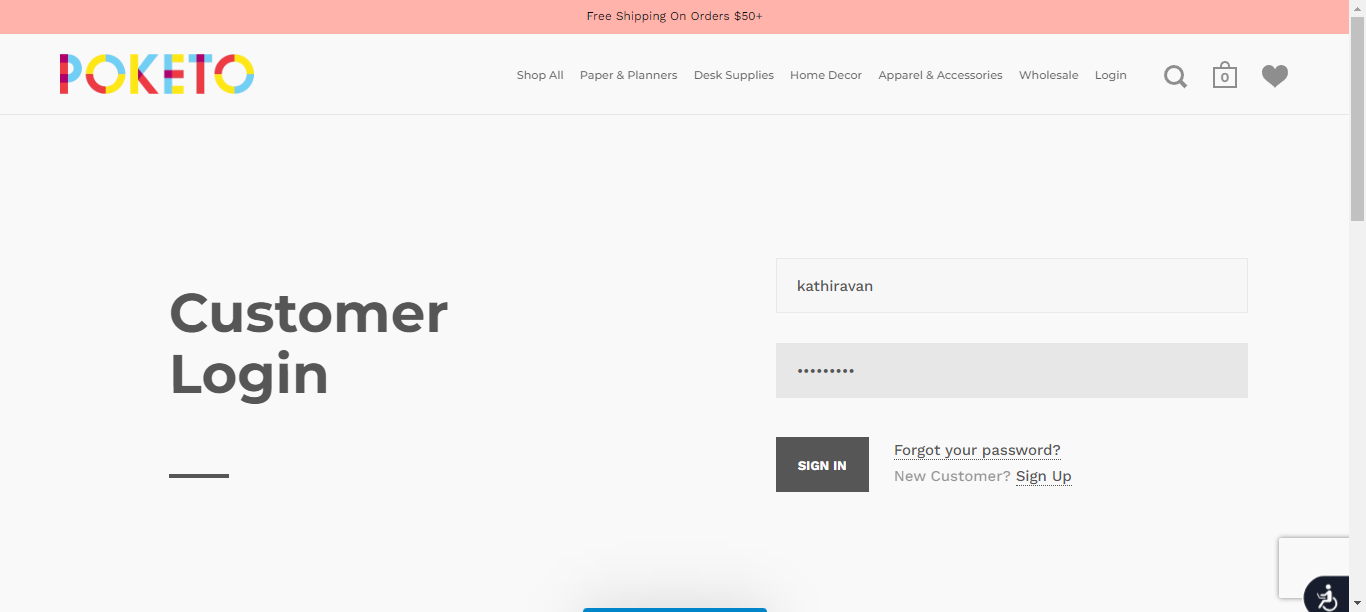 Free Shipping On Orders $50+
POKETO
Shop All Paper & Planners Desk Supplies Home Decor Apparel & Accessories Wholesale Login
0
Customer
Login
kathiravan
•••••••••
SIGN IN
Forgot your password?
New Customer? Sign Up